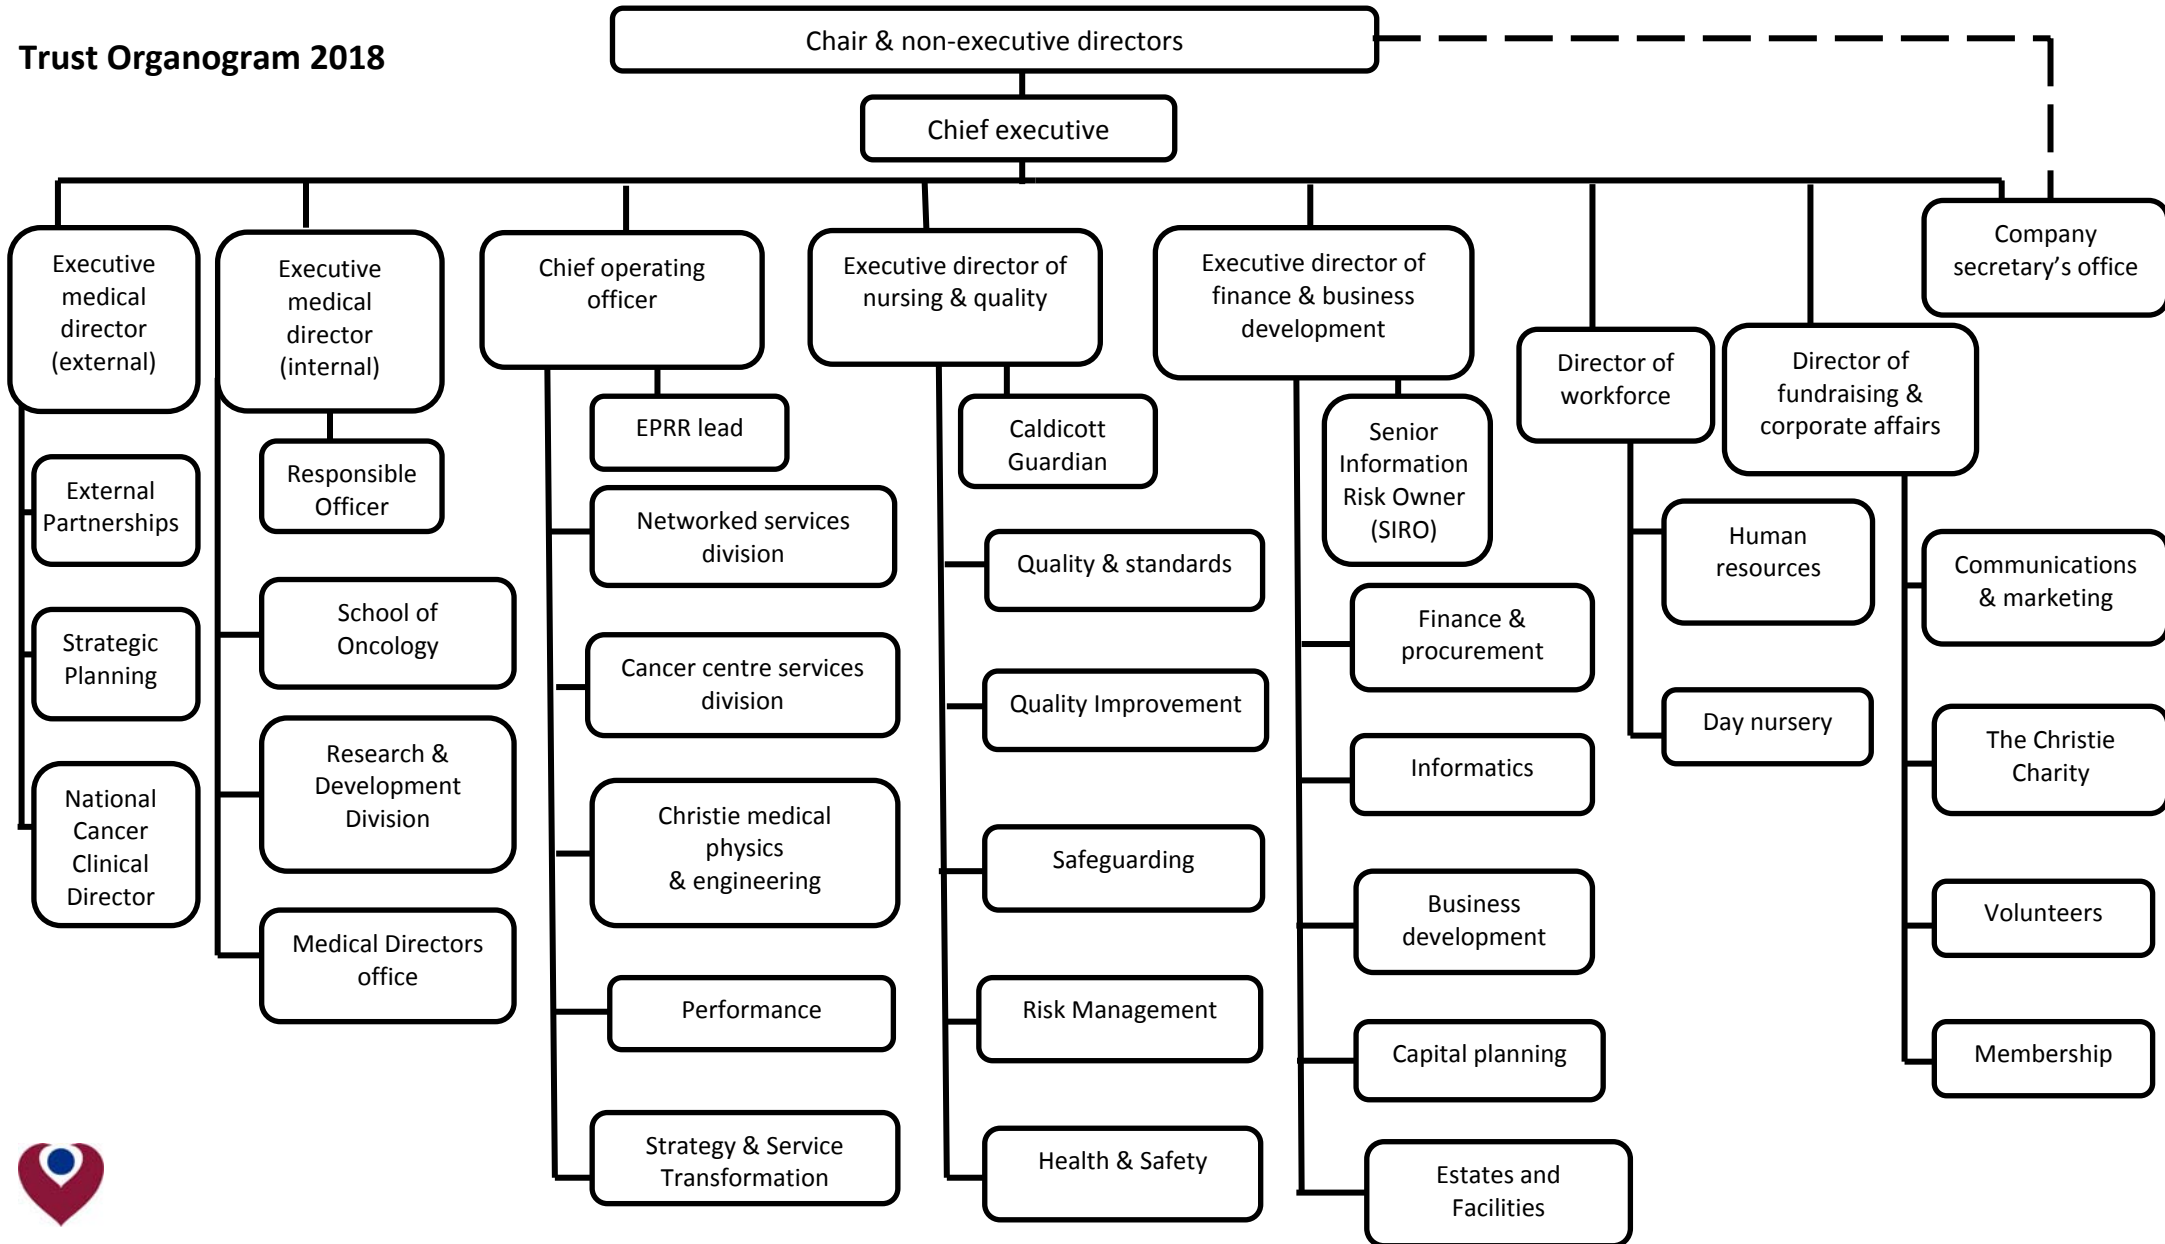 Trust Organogram 2018
Chair & non-executive directors
Chief executive
Executive
medical
director
(external)
External
Partnerships
Strategic
Planning
National
Cancer
Clinical
Director
Executive
medical
director
(internal)
Responsible
Officer
School of
Oncology
Research &
Development
Division
Medical Directors
office
Chief operating
officer
EPRR lead
Networked services
division
Cancer centre services
division
Christie medical
physics
& engineering
Performance
Strategy & Service
Transformation
Executive director of
nursing & quality
Caldicott
Guardian
Quality & standards
Quality Improvement
Safeguarding
Risk Management
Health & Safety
Executive director of
finance & business
development
Senior
Information
Risk Owner
(SIRO)
Finance &
procurement
Informatics
Business
development
Capital planning
Estates and
Facilities
Director of
workforce
Human
resources
Day nursery
Director of
fundraising &
corporate affairs
Communications
& marketing
The Christie
Charity
Volunteers
Membership
Company
secretary’s office